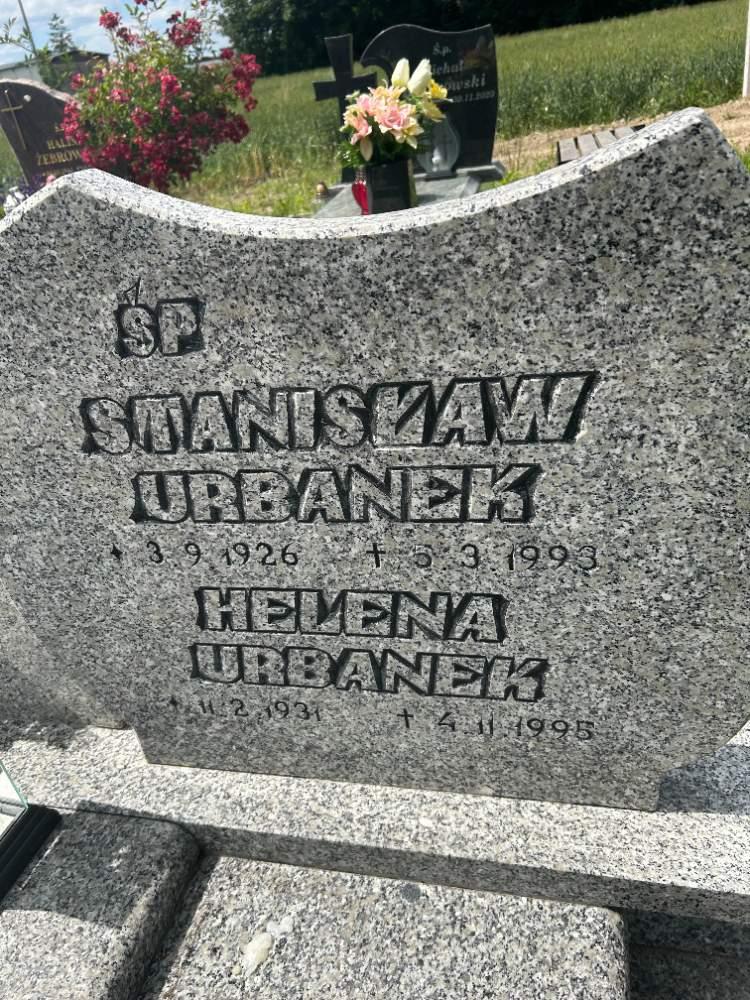 ŚP
STANISŁAW
URBANEK
* 3.9.1926 † 5.3.1993
HELENA
URBANEK
* 11.2.1931 † 4.11.1995
Ś.p.